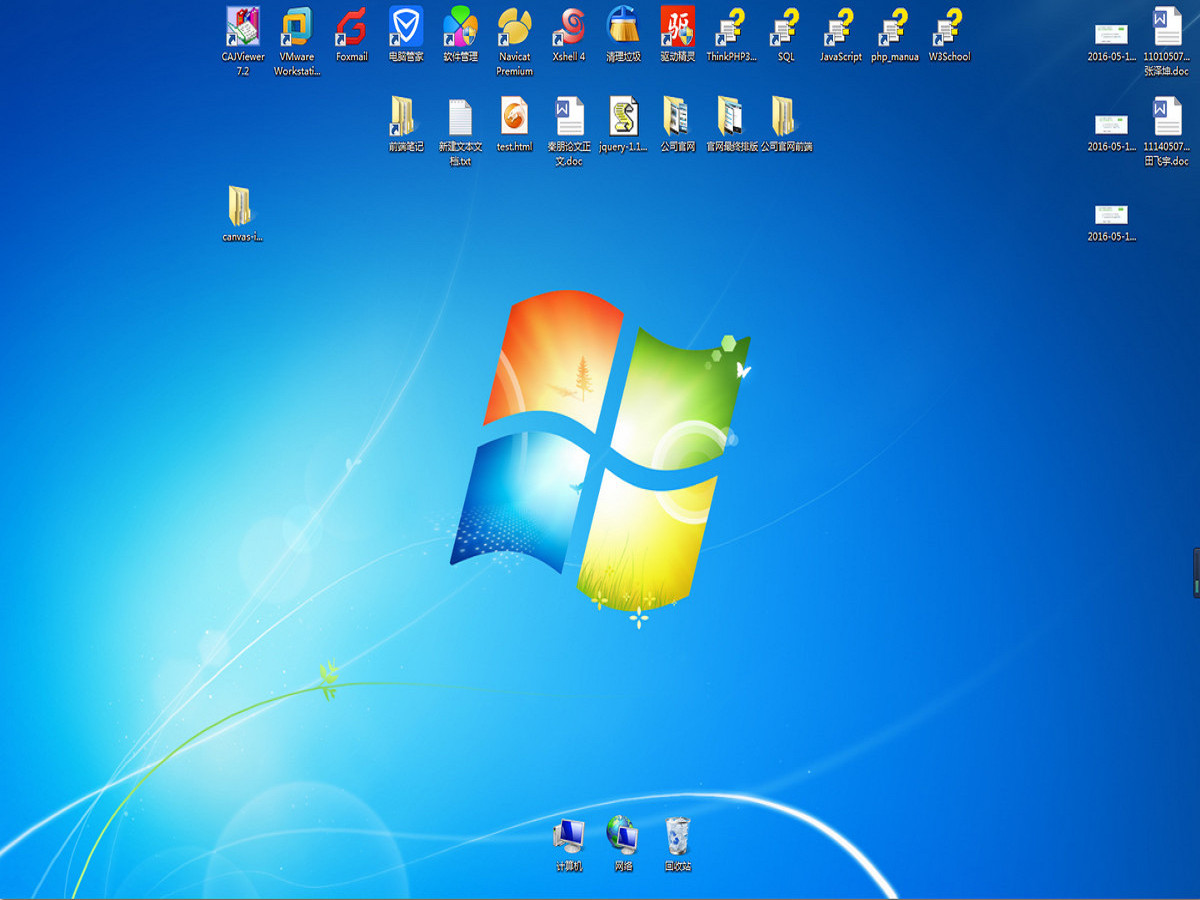 CAJViewer
7.2
VMware
Workstati...
Foxmail
电脑管家
软件管理
Navicat
Premium
Xshell 4
清理垃圾
驱
驱动精灵
ThinkPHP3...
SQL
JavaScript
php_manua
W3School
2016-05-1...
11010507...
张泽坤.doc
前端笔记
新建文本文
档.txt
test.html
秦朋论文正
文.doc
jquery-1.1...
公司官网
官网最终排版
公司官网前端
2016-05-1...
11140507...
田飞宇.doc
canvas-i...
2016-05-1...
计算机
网络
回收站